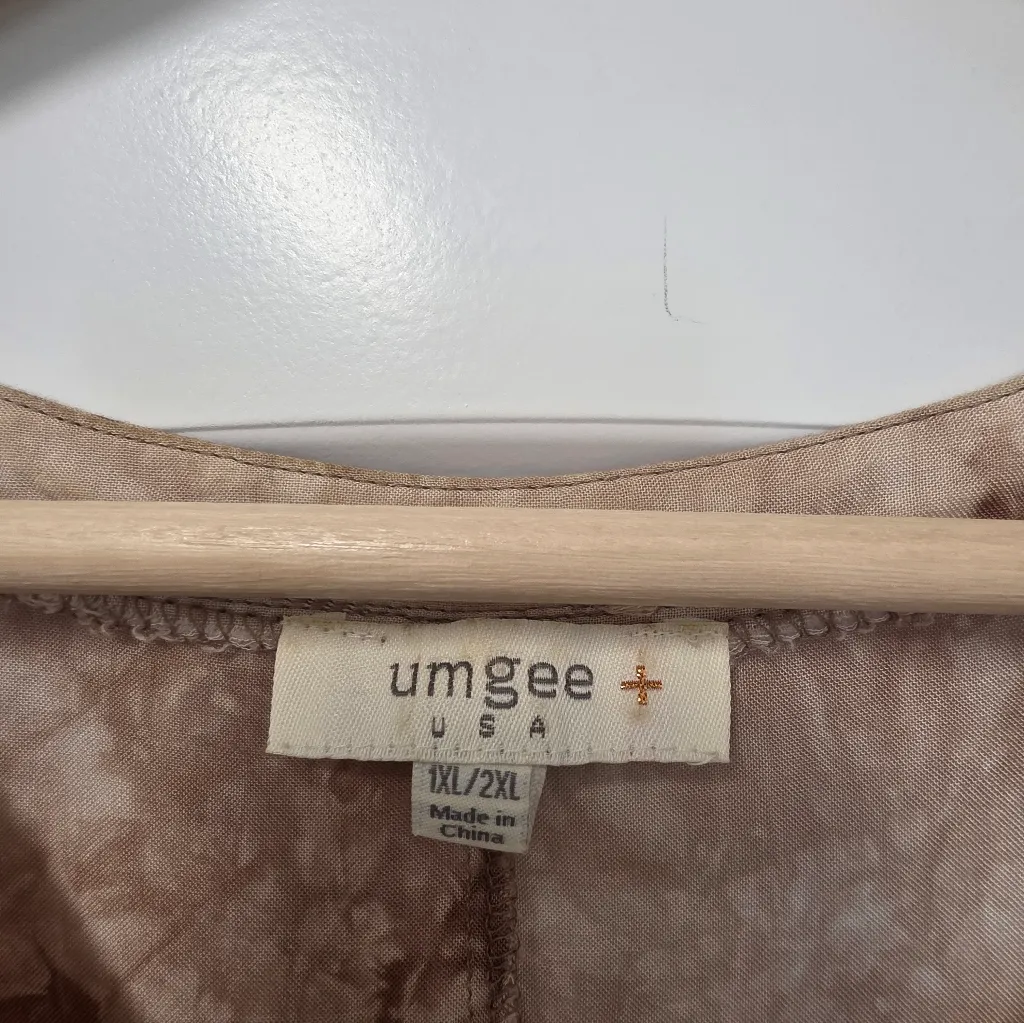 umgee +
USA
1XL/2XL
Made in
China